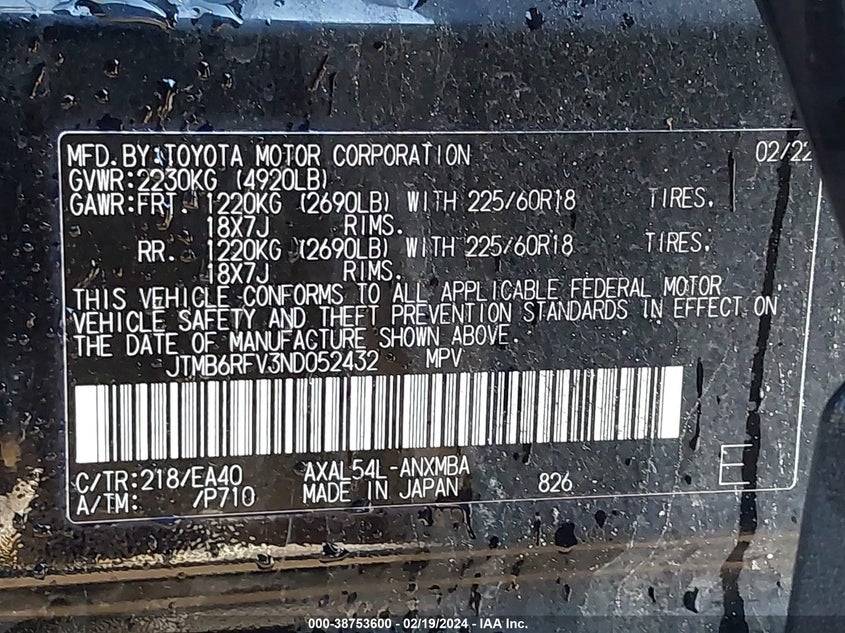 MFD.BY:TOYOTA MOTOR CORPORATION 02/22
GVWR:2230KG (4920LB)
GAWR:FRT. 1220KG (2690LB) WITH 225/60R18 TIRES.
18X7J RIMS.
RR. 1220KG (2690LB) WITH 225/60R18 TIRES.
18X7J RIMS.
THIS VEHICLE CONFORMS TO ALL APPLICABLE FEDERAL MOTOR
VEHICLE SAFETY AND THEFT PREVENTION STANDARDS IN EFFECT ON
THE DATE OF MANUFACTURE SHOWN ABOVE.
JTMB6RFV3ND052432 MPV
C/TR:218/EA40 AXAL54L-ANXMBA E
A/TM: /P710 MADE IN JAPAN 826
000-38753600 - 02/19/2024 - IAA Inc.